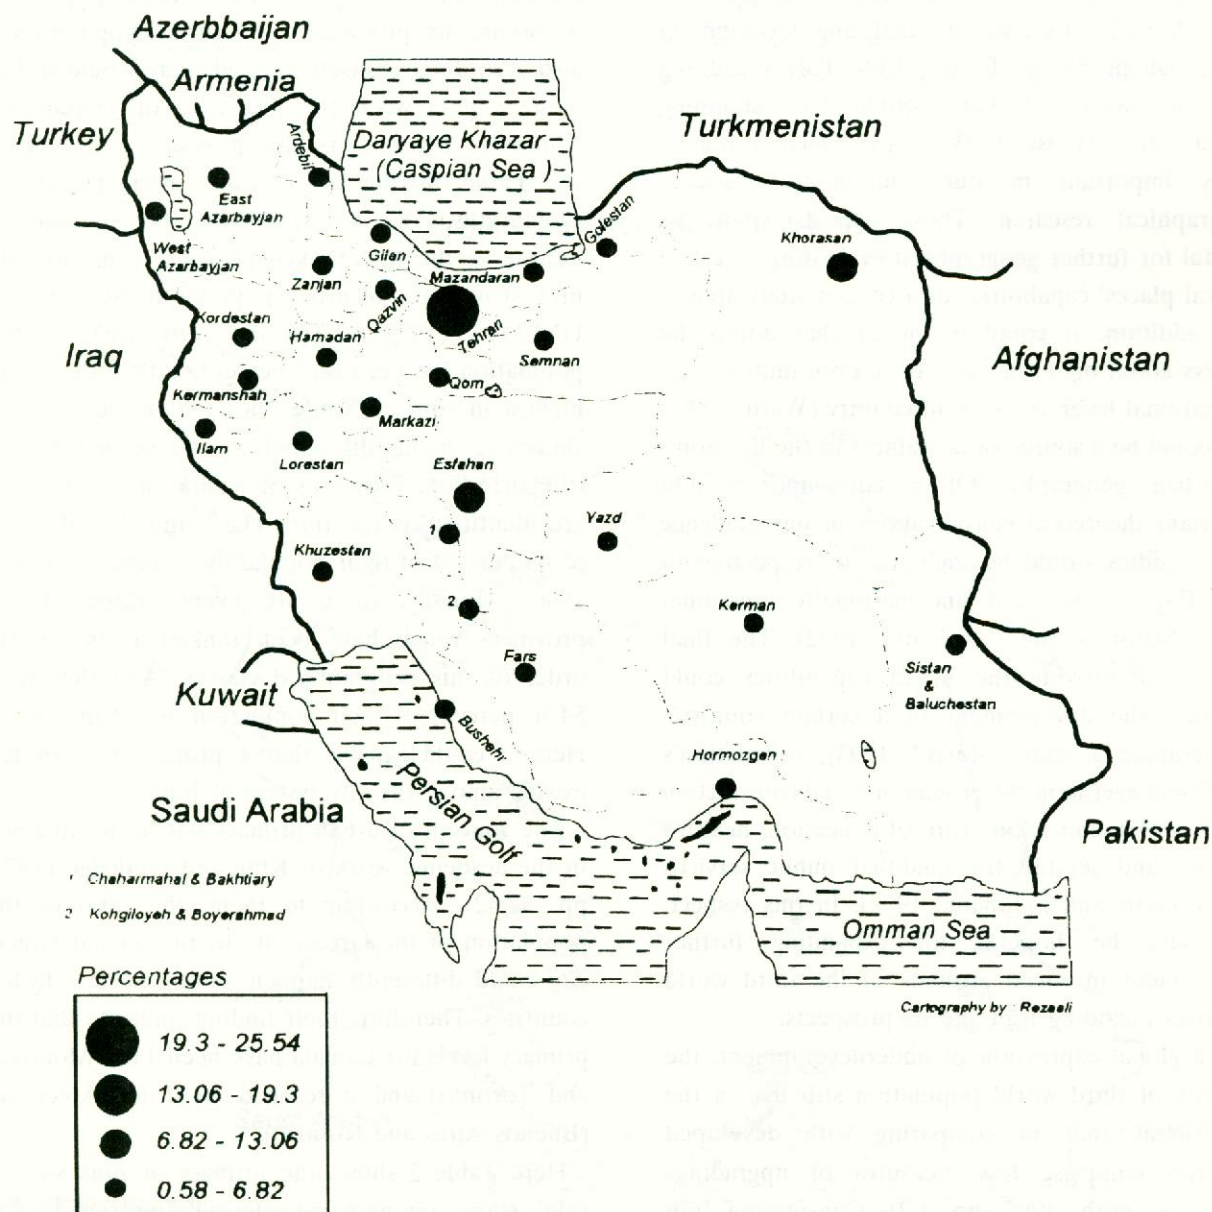 Azerbbaijan
Armenia
Turkey
Ardebil
Daryaye Khazar
(Caspian Sea)
Turkmenistan
East
Azarbayjan
West
Azarbayjan
Gilan
Zanjan
Qazvin
Mazandaran
Golestan
Khorasan
Tehran
Semnan
Kordestan
Hamadan
Iraq
Kermanshah
Qom
Markazi
Afghanistan
Ilam
Lorestan
Esfahan
1
Yazd
Khuzestan
2
Kerman
Fars
Sistan
&
Baluchestan
Kuwait
Bushehr
Hormozgan
Persian Golf
Saudi Arabia
Pakistan
Omman Sea
1 Chaharmahal & Bakhtiary
2 Kohgiloyeh & Boyerahmad
Cartography by:
Percentages
19.3 - 25.54
13.06 - 19.3
6.82 - 13.06
0.58 - 6.82